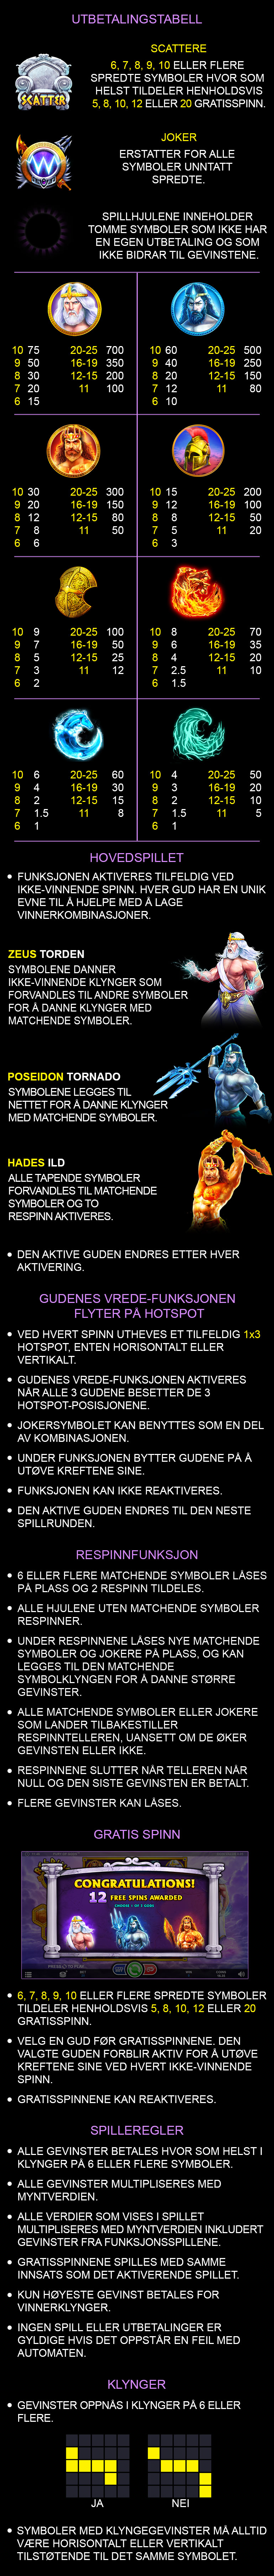 UTBETALINGSTABELL
SCATTERE
6, 7, 8, 9, 10 ELLER FLERE
SPREDTE SYMBOLER HVOR SOM
HELST TILDELER HENHOLDSVIS
5, 8, 10, 12 ELLER 20 GRATISSPINN.
SCATTER
JOKER
ERSTATTER FOR ALLE
SYMBOLER UNNTATT
SPREDTE.
W
WILD
SPILLHJULENE INNEHOLDER
TOMME SYMBOLER SOM IKKE HAR
EN EGEN UTBETALING OG SOM
IKKE BIDRAR TIL GEVINSTENE.
10 75 20-25 700
9 50 16-19 350
8 30 12-15 200
7 20 11 100
6 15
10 60 20-25 500
9 40 16-19 250
8 20 12-15 150
7 12 11 80
6 10
10 30 20-25 300
9 20 16-19 150
8 12 12-15 80
7 8 11 50
6 6
10 15 20-25 200
9 12 16-19 100
8 8 12-15 50
7 5 11 20
6 3
10 9 20-25 100
9 7 16-19 50
8 5 12-15 25
7 3 11 12
6 2
10 8 20-25 70
9 6 16-19 35
8 4 12-15 20
7 2.5 11 10
6 1.5
10 6 20-25 60
9 4 16-19 30
8 2 12-15 15
7 1.5 11 8
6 1
10 4 20-25 50
9 3 16-19 20
8 2 12-15 10
7 1.5 11 5
6 1
HOVEDSPILLET
• FUNKSJONEN AKTIVERES TILFELDIG VED
IKKE-VINNENDE SPINN. HVER GUD HAR EN UNIK
EVNE TIL Å HJELPE MED Å LAGE
VINNERKOMBINASJONER.
ZEUS TORDEN
SYMBOLENE DANNER
IKKE-VINNENDE KLYNGER SOM
FORVANDLES TIL ANDRE SYMBOLER
FOR Å DANNE KLYNGER MED
MATCHENDE SYMBOLER.
POSEIDON TORNADO
SYMBOLENE LEGGES TIL
NETTET FOR Å DANNE KLYNGER
MED MATCHENDE SYMBOLER.
HADES ILD
ALLE TAPENDE SYMBOLER
FORVANDLES TIL MATCHENDE
SYMBOLER OG TO
RESPINN AKTIVERES.
• DEN AKTIVE GUDEN ENDRES ETTER HVER
AKTIVERING.
GUDENES VREDE-FUNKSJONEN
FLYTER PÅ HOTSPOT
• VED HVERT SPINN UTHEVES ET TILFELDIG 1x3
HOTSPOT, ENTEN HORISONTALT ELLER
VERTIKALT.
• GUDENES VREDE-FUNKSJONEN AKTIVERES
NÅR ALLE 3 GUDENE BESETTER DE 3
HOTSPOT-POSISJONENE.
• JOKERSYMBOLET KAN BENYTTES SOM EN DEL
AV KOMBINASJONEN.
• UNDER FUNKSJONEN BYTTER GUDENE PÅ Å
UTØVE KREFTENE SINE.
• FUNKSJONEN KAN IKKE REAKTIVERES.
• DEN AKTIVE GUDEN ENDRES TIL DEN NESTE
SPILLRUNDEN.
RESPINNFUNKSJON
• 6 ELLER FLERE MATCHENDE SYMBOLER LÅSES
PÅ PLASS OG 2 RESPINN TILDELES.
• ALLE HJULENE UTEN MATCHENDE SYMBOLER
RESPINNER.
• UNDER RESPINNENE LÅSES NYE MATCHENDE
SYMBOLER OG JOKERE PÅ PLASS, OG KAN
LEGGES TIL DEN MATCHENDE
SYMBOLKLYNGEN FOR Å DANNE STØRRE
GEVINSTER.
• ALLE MATCHENDE SYMBOLER ELLER JOKERE
SOM LANDER TILBAKESTILLER
RESPINNTELLEREN, UANSETT OM DE ØKER
GEVINSTEN ELLER IKKE.
• RESPINNENE SLUTTER NÅR TELLEREN NÅR
NULL OG DEN SISTE GEVINSTEN ER BETALT.
• FLERE GEVINSTER KAN LÅSES.
GRATIS SPINN
CONGRATULATIONS!
12 FREE SPINS AWARDED
CHOOSE 1 OF 3 GODS
• 6, 7, 8, 9, 10 ELLER FLERE SPREDTE SYMBOLER
TILDELER HENHOLDSVIS 5, 8, 10, 12 ELLER 20
GRATISSPINN.
• VELG EN GUD FØR GRATISSPINNENE. DEN
VALGTE GUDEN FORBLIR AKTIV FOR Å UTØVE
KREFTENE SINE VED HVERT IKKE-VINNENDE
SPINN.
• GRATISSPINNENE KAN REAKTIVERES.
SPILLEREGLER
• ALLE GEVINSTER BETALES HVOR SOM HELST I
KLYNGER PÅ 6 ELLER FLERE SYMBOLER.
• ALLE GEVINSTER MULTIPLISERES MED
MYNTVERDIEN.
• ALLE VERDIER SOM VISES I SPILLET
MULTIPLISERES MED MYNTVERDIEN INKLUDERT
GEVINSTER FRA FUNKSJONSSPILLENE.
• GRATISSPINNENE SPILLES MED SAMME
INNSATS SOM DET AKTIVERENDE SPILLET.
• KUN HØYESTE GEVINST BETALES FOR
VINNERKLYNGER.
• INGEN SPILL ELLER UTBETALINGER ER
GYLDIGE HVIS DET OPPSTÅR EN FEIL MED
AUTOMATEN.
KLYNGER
• GEVINSTER OPPNÅS I KLYNGER PÅ 6 ELLER
FLERE.
JA NEI
• SYMBOLER MED KLYNGEGEVINSTER MÅ ALLTID
VÆRE HORISONTALT ELLER VERTIKALT
TILSTØTENDE TIL DET SAMME SYMBOLET.